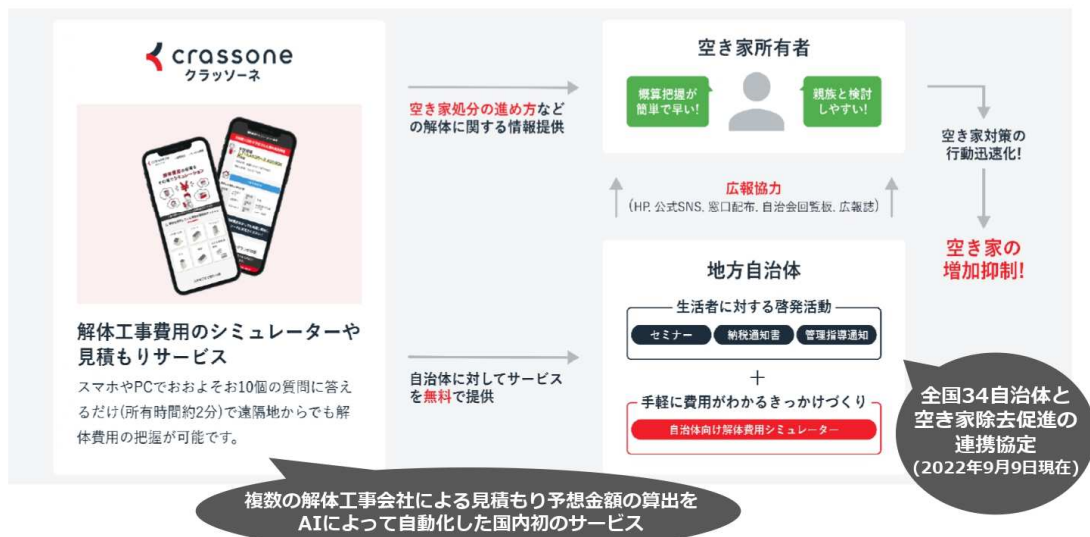 crassone
クラッソーネ
解体工事費用のシミュレーターや
見積もりサービス
スマホやPCでおおよそお10個の質問に答え
るだけ(所有時間約2分)で遠隔地からでも解
体費用の把握が可能です。
空き家処分の進め方など
の解体に関する情報提供
自治体に対してサービス
を無料で提供
空き家所有者
概算把握が
簡単で早い!
親族と検討
しやすい!
広報協力
(HP, 公式SNS, 窓口配布, 自治会回覧板, 広報誌)
地方自治体
生活者に対する啓発活動
セミナー
納税通知書
管理指導通知
+
手軽に費用がわかるきっかけづくり
自治体向け解体費用シミュレーター
空き家対策の
行動迅速化!
空き家の
増加抑制!
全国34自治体と
空き家除去促進の
連携協定
(2022年9月9日現在)
複数の解体工事会社による見積もり予想金額の算出を
AIによって自動化した国内初のサービス